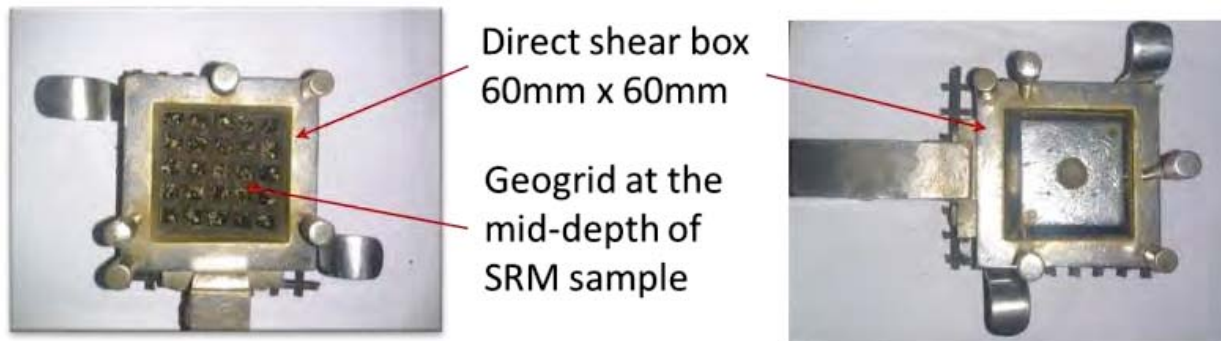 Direct shear box
60mm x 60mm
Geogrid at the
mid-depth of
SRM sample